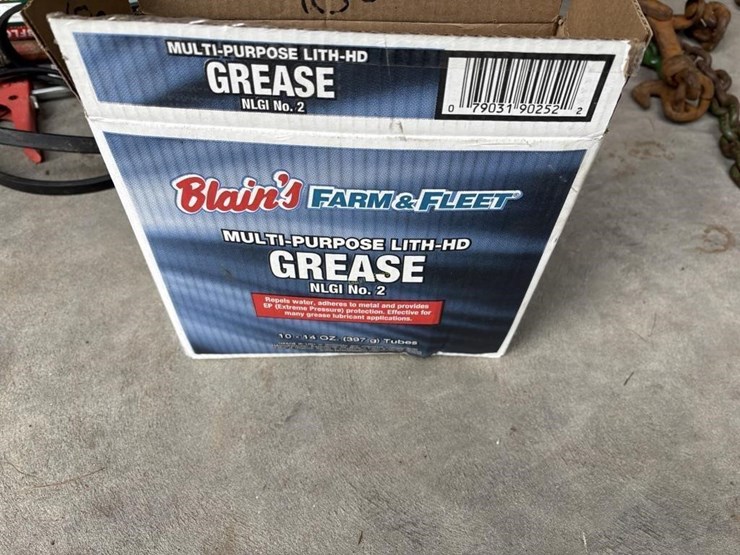 MULTI-PURPOSE LITH-HD
GREASE
NLGI No. 2
0 79031 90252 2
Blain's FARM & FLEET
MULTI-PURPOSE LITH-HD
GREASE
NLGI No. 2
Repels water, adheres to metal and provides
EP (Extreme Pressure) protection. Effective for
many grease lubricant applications.
10 - 14 OZ. (397 g) Tubes